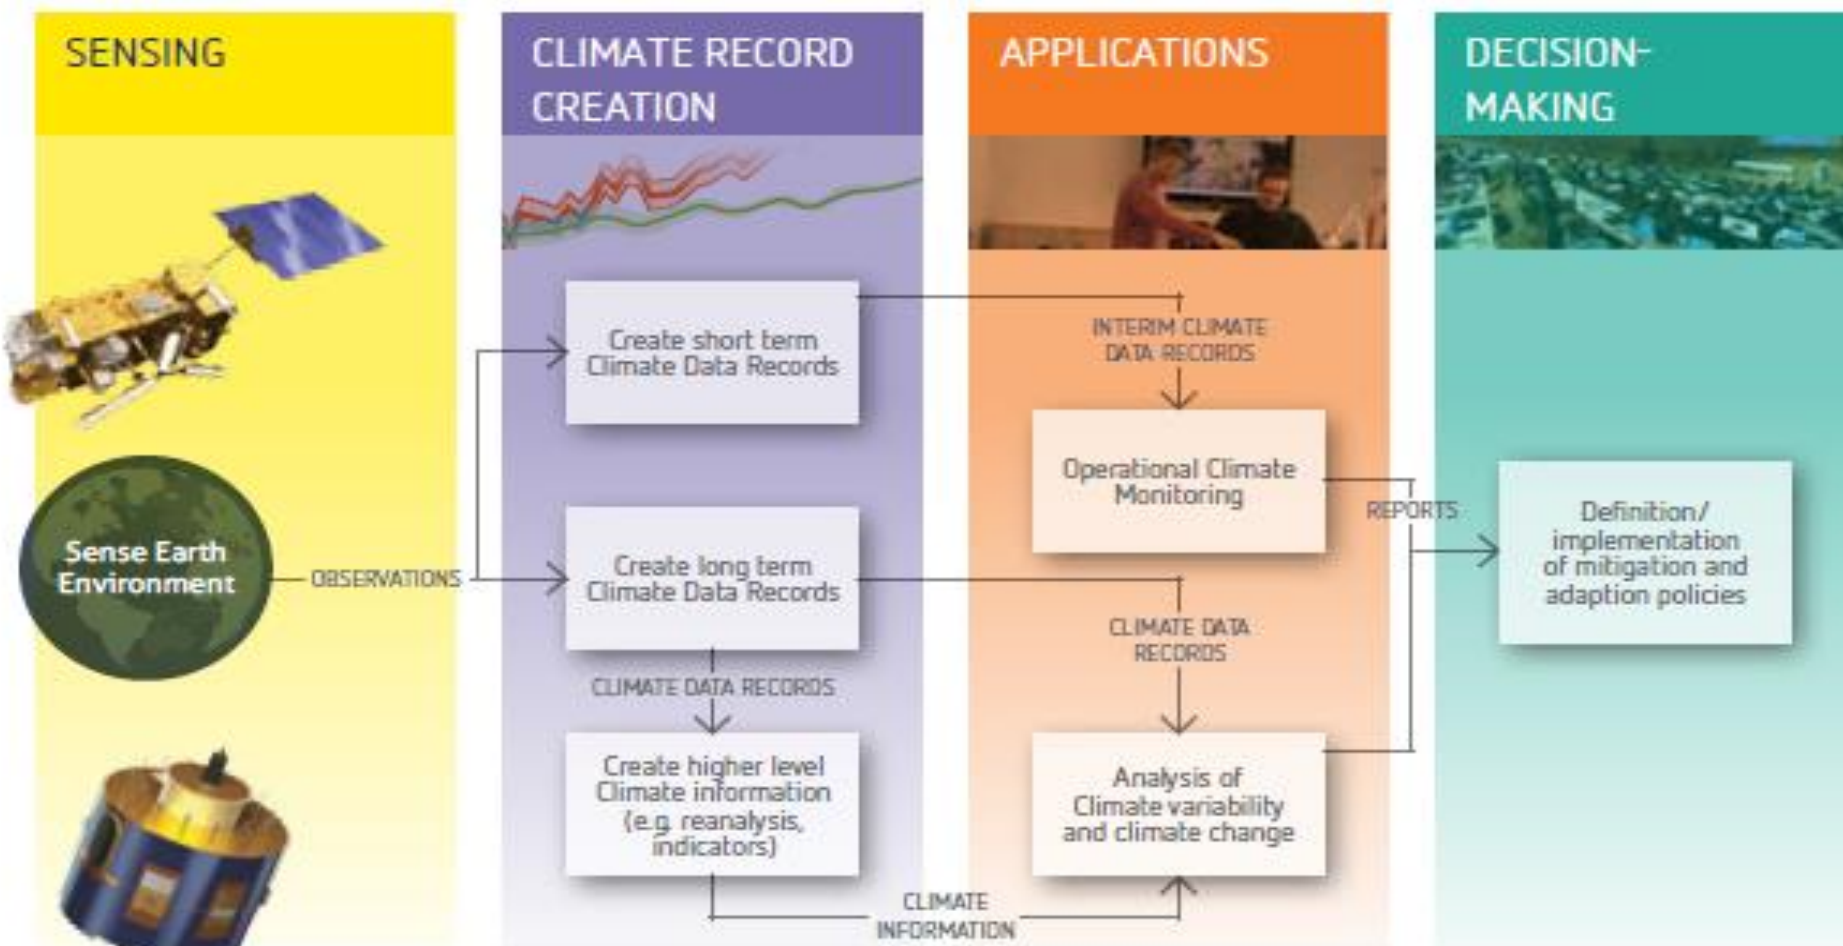 SENSING
CLIMATE RECORD
CREATION
APPLICATIONS
DECISION-
MAKING
Sense Earth
Environment
OBSERVATIONS
Create short term
Climate Data Records
Create long term
Climate Data Records
CLIMATE DATA RECORDS
Create higher level
Climate information
(e.g. reanalysis,
indicators)
CLIMATE
INFORMATION
INTERIM CLIMATE
DATA RECORDS
Operational Climate
Monitoring
CLIMATE DATA
RECORDS
Analysis of
Climate variability
and climate change
REPORTS
Definition/
implementation
of mitigation and
adaption policies